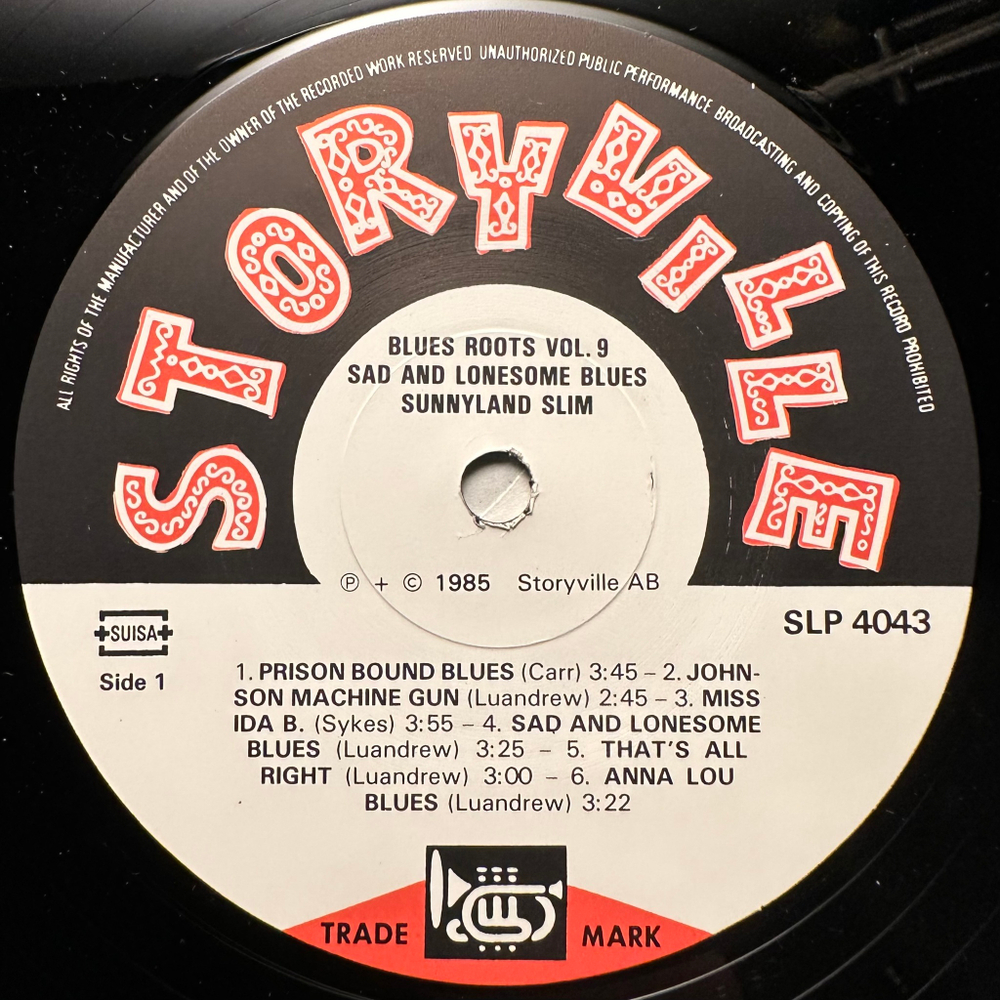 ALL RIGHTS OF THE MANUFACTURER AND OF THE OWNER OF THE RECORDED WORK RESERVED UNAUTHORIZED PUBLIC PERFORMANCE BROADCASTING AND COPYING OF THIS RECORD PROHIBITED
STORYVILLE
BLUES ROOTS VOL. 9
SAD AND LONESOME BLUES
SUNNYLAND SLIM
℗ + © 1985 Storyville AB
SUISA
SLP 4043
Side 1
1. PRISON BOUND BLUES (Carr) 3:45 – 2. JOHN-
SON MACHINE GUN (Luandrew) 2:45 – 3. MISS
IDA B. (Sykes) 3:55 – 4. SAD AND LONESOME
BLUES (Luandrew) 3:25 – 5. THAT'S ALL
RIGHT (Luandrew) 3:00 – 6. ANNA LOU
BLUES (Luandrew) 3:22
TRADE MARK